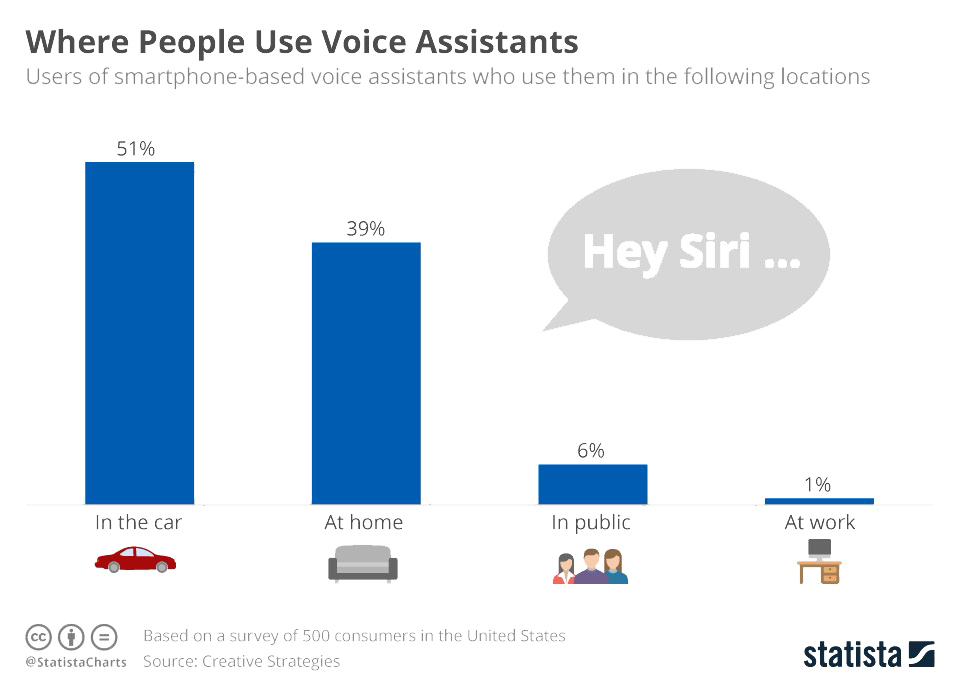 Where People Use Voice Assistants
Users of smartphone-based voice assistants who use them in the following locations
51%
39%
6%
1%
Hey Siri ...
In the car
At home
In public
At work
cc
=
@StatistaCharts
Based on a survey of 500 consumers in the United States
Source: Creative Strategies
statista